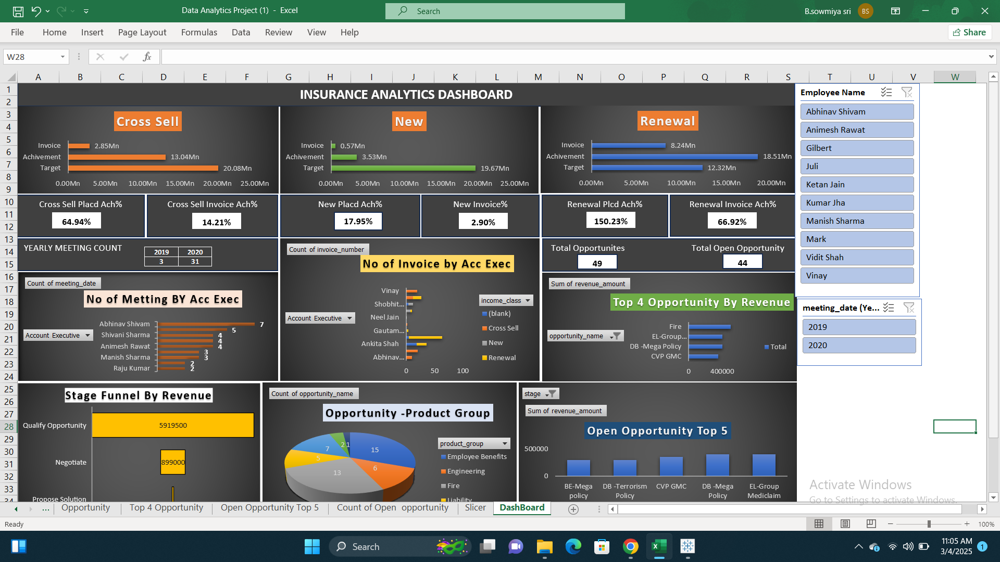 Data Analytics Project (1) - Excel
Search
B.sowmiya sri
BS
File Home Insert Page Layout Formulas Data Review View Help
Share
W28
fx
A B C D E F G H I J K L M N O P Q R S T U V W
INSURANCE ANALYTICS DASHBOARD
Cross Sell
Invoice 2.85Mn
Achivement 13.04Mn
Target 20.08Mn
0.00Mn 5.00Mn 10.00Mn 15.00Mn 20.00Mn 25.00Mn
New
Invoice 0.57Mn
Achivement 3.53Mn
Target 19.67Mn
0.00Mn 5.00Mn 10.00Mn 15.00Mn 20.00Mn 25.00Mn
Renewal
Invoice 8.24Mn
Achivement 18.51Mn
Target 12.32Mn
0.00Mn 5.00Mn 10.00Mn 15.00Mn 20.00Mn
Cross Sell Placd Ach%
64.94%
Cross Sell Invoice Ach%
14.21%
New Placd Ach%
17.95%
New Invoice%
2.90%
Renewal Plcd Ach%
150.23%
Renewal Invoice Ach%
66.92%
YEARLY MEETING COUNT
2019 2020
3 31
Total Opportunites
49
Total Open Opportunity
44
Count of meeting_date
No of Metting BY Acc Exec
Account Executive
Abhinav Shivam 7
5
Shivani Sharma 4
4
Animesh Rawat 4
3
Manish Sharma 3
2
Raju Kumar 2
Count of invoice_number
No of Invoice by Acc Exec
Account Executive
Vinay
Shobhit...
Neel Jain
Gautam...
Ankita Shah
Abhinav...
0 50 100
income_class
(blank)
Cross Sell
New
Renewal
Sum of revenue_amount
Top 4 Opportunity By Revenue
opportunity_name
Fire
EL-Group...
DB -Mega Policy
CVP GMC
0 400000
Total
Stage Funnel By Revenue
Qualify Opportunity 5919500
Negotiate 899000
Propose Solution
Count of opportunity_name
Opportunity -Product Group
15
6
13
5
7
2
1
product_group
Employee Benefits
Engineering
Fire
Liability
stage
Sum of revenue_amount
Open Opportunity Top 5
500000
0
BE-Mega policy
DB -Terrorism Policy
CVP GMC
DB -Mega Policy
EL-Group Mediclaim
Employee Name
Abhinav Shivam
Animesh Rawat
Gilbert
Juli
Ketan Jain
Kumar Jha
Manish Sharma
Mark
Vidit Shah
Vinay
meeting_date (Ye...
2019
2020
1
2
3
4
5
6
7
8
9
10
11
12
13
14
15
16
17
18
19
20
21
22
23
24
25
26
27
28
29
30
31
32
33
34
Activate Windows
Go to Settings to activate Windows.
... Opportunity Top 4 Opportunity Open Opportunity Top 5 Count of Open opportunity Slicer DashBoard
Ready
100%
Search
11:05 AM
3/4/2025
1